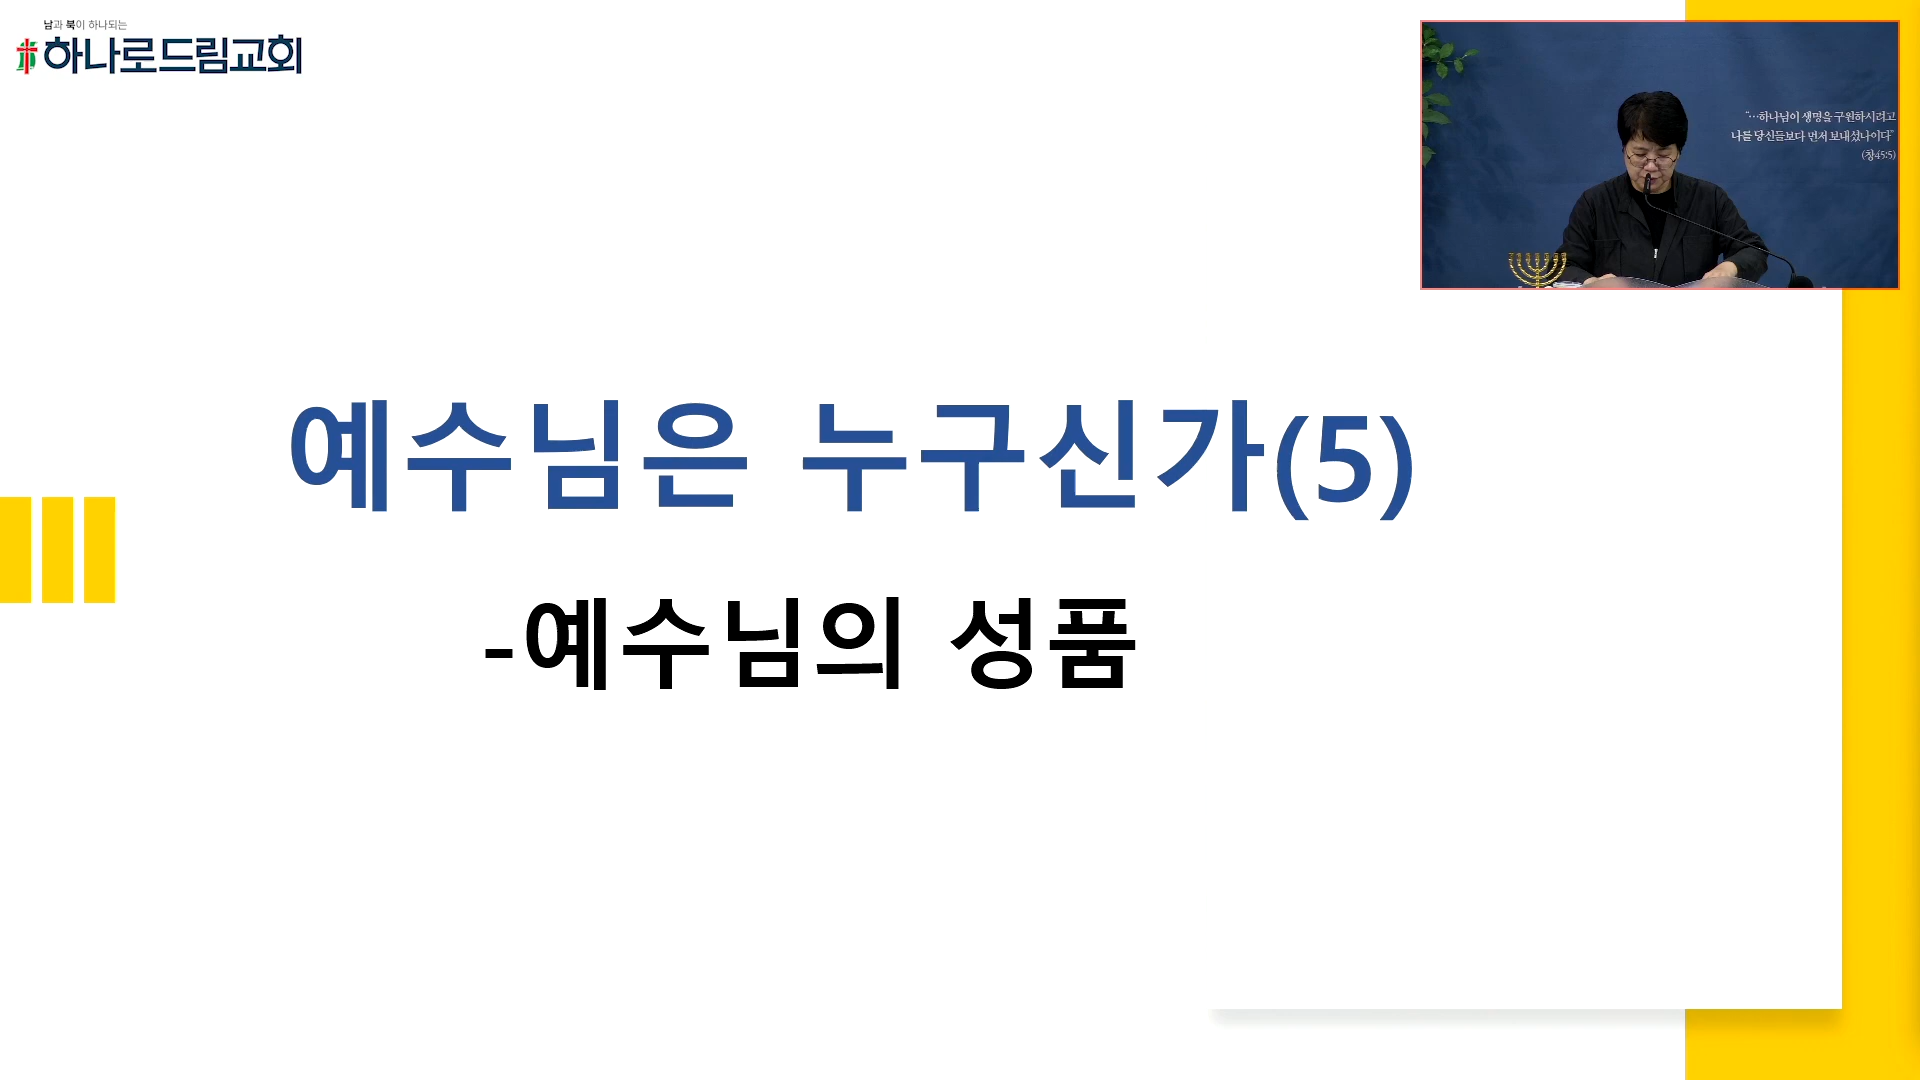 남과 북이 하나되는
하나로드림교회
"…하나님이 생명을 구원하시려고
나를 당신들보다 먼저 보내셨나이다"
(창45:5)
예수님은 누구신가(5)
-예수님의 성품